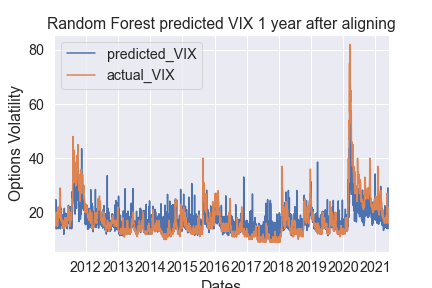 Random Forest predicted VIX 1 year after aligning
predicted_VIX
actual_VIX
Options Volatility
80
60
40
20
2012 2013 2014 2015 2016 2017 2018 2019 2020 2021
Dates